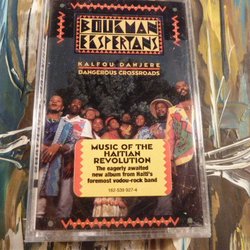 BOUKMAN
EKSPERYANS
KALFOU DANJERE
DANGEROUS CROSSROADS
MUSIC OF THE
HAITIAN
REVOLUTION
The eagerly awaited
new album from Haiti's
foremost vodou-rock band
162-539 927-4